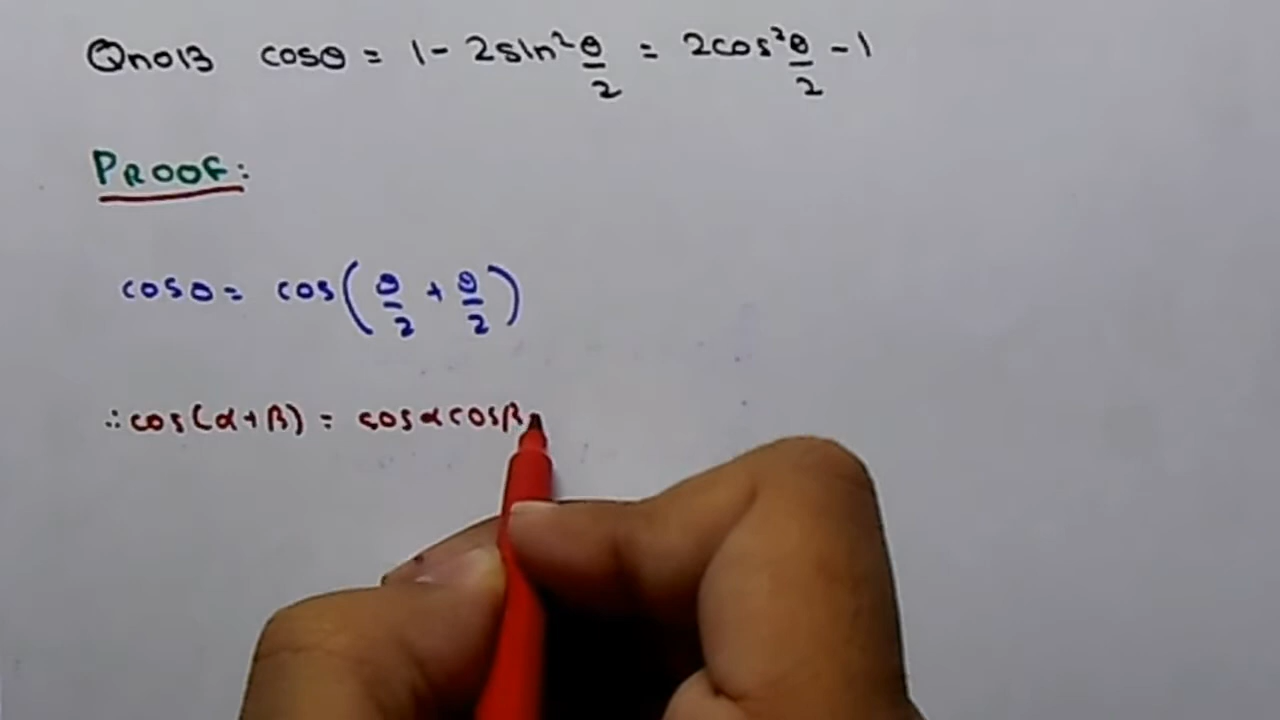 Qno13 cosθ = 1 - 2sin²θ/2 = 2cos²θ/2 - 1
PROOF:
cosθ = cos(θ/2 + θ/2)
∴ cos(α+β) = cosα cosβ